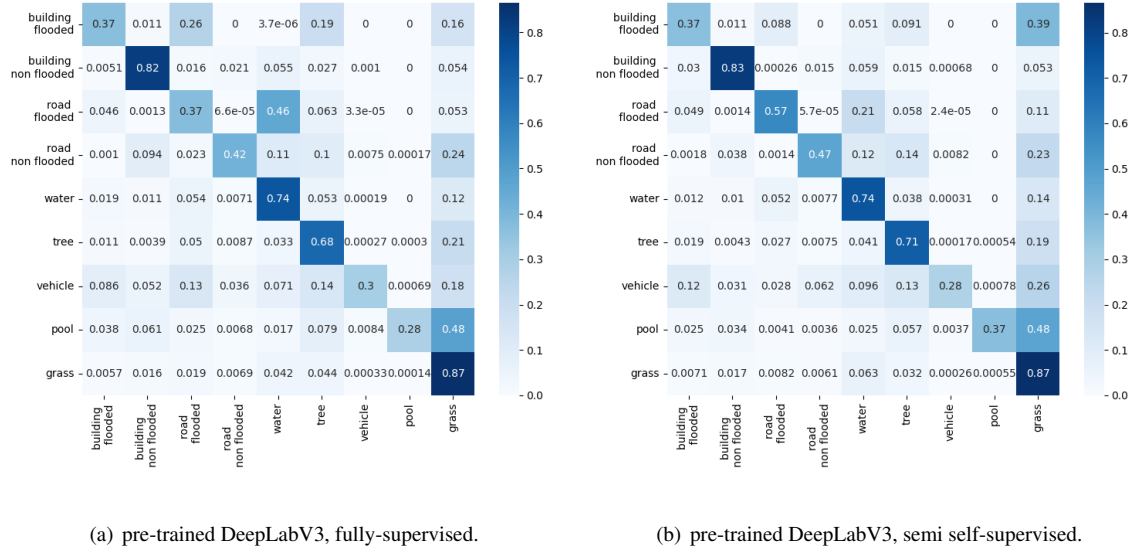 building flooded 0.37 0.011 0.26 0 3.7e-06 0.19 0 0 0.16
building non flooded 0.0051 0.82 0.016 0.021 0.055 0.027 0.001 0 0.054
road flooded 0.046 0.0013 0.37 6.6e-05 0.46 0.063 3.3e-05 0 0.053
road non flooded 0.001 0.094 0.023 0.42 0.11 0.1 0.0075 0.00017 0.24
water 0.019 0.011 0.054 0.0071 0.74 0.053 0.00019 0 0.12
tree 0.011 0.0039 0.05 0.0087 0.033 0.68 0.00027 0.0003 0.21
vehicle 0.086 0.052 0.13 0.036 0.071 0.14 0.3 0.00069 0.18
pool 0.038 0.061 0.025 0.0068 0.017 0.079 0.0084 0.28 0.48
grass 0.0057 0.016 0.019 0.0069 0.042 0.044 0.00033 0.00014 0.87
building flooded
building non flooded
road flooded
road non flooded
water
tree
vehicle
pool
grass
0.8
0.7
0.6
0.5
0.4
0.3
0.2
0.1
0.0
(a) pre-trained DeepLabV3, fully-supervised.
building flooded 0.37 0.011 0.088 0 0.051 0.091 0 0 0.39
building non flooded 0.03 0.83 0.00026 0.015 0.059 0.015 0.00068 0 0.053
road flooded 0.049 0.0014 0.57 5.7e-05 0.21 0.058 2.4e-05 0 0.11
road non flooded 0.0018 0.038 0.0014 0.47 0.12 0.14 0.0082 0 0.23
water 0.012 0.01 0.052 0.0077 0.74 0.038 0.00031 0 0.14
tree 0.019 0.0043 0.027 0.0075 0.041 0.71 0.00017 0.00054 0.19
vehicle 0.12 0.031 0.028 0.062 0.096 0.13 0.28 0.00078 0.26
pool 0.025 0.034 0.0041 0.0036 0.025 0.057 0.0037 0.37 0.48
grass 0.0071 0.017 0.0082 0.0061 0.063 0.032 0.00026 0.00055 0.87
building flooded
building non flooded
road flooded
road non flooded
water
tree
vehicle
pool
grass
0.8
0.7
0.6
0.5
0.4
0.3
0.2
0.1
0.0
(b) pre-trained DeepLabV3, semi self-supervised.